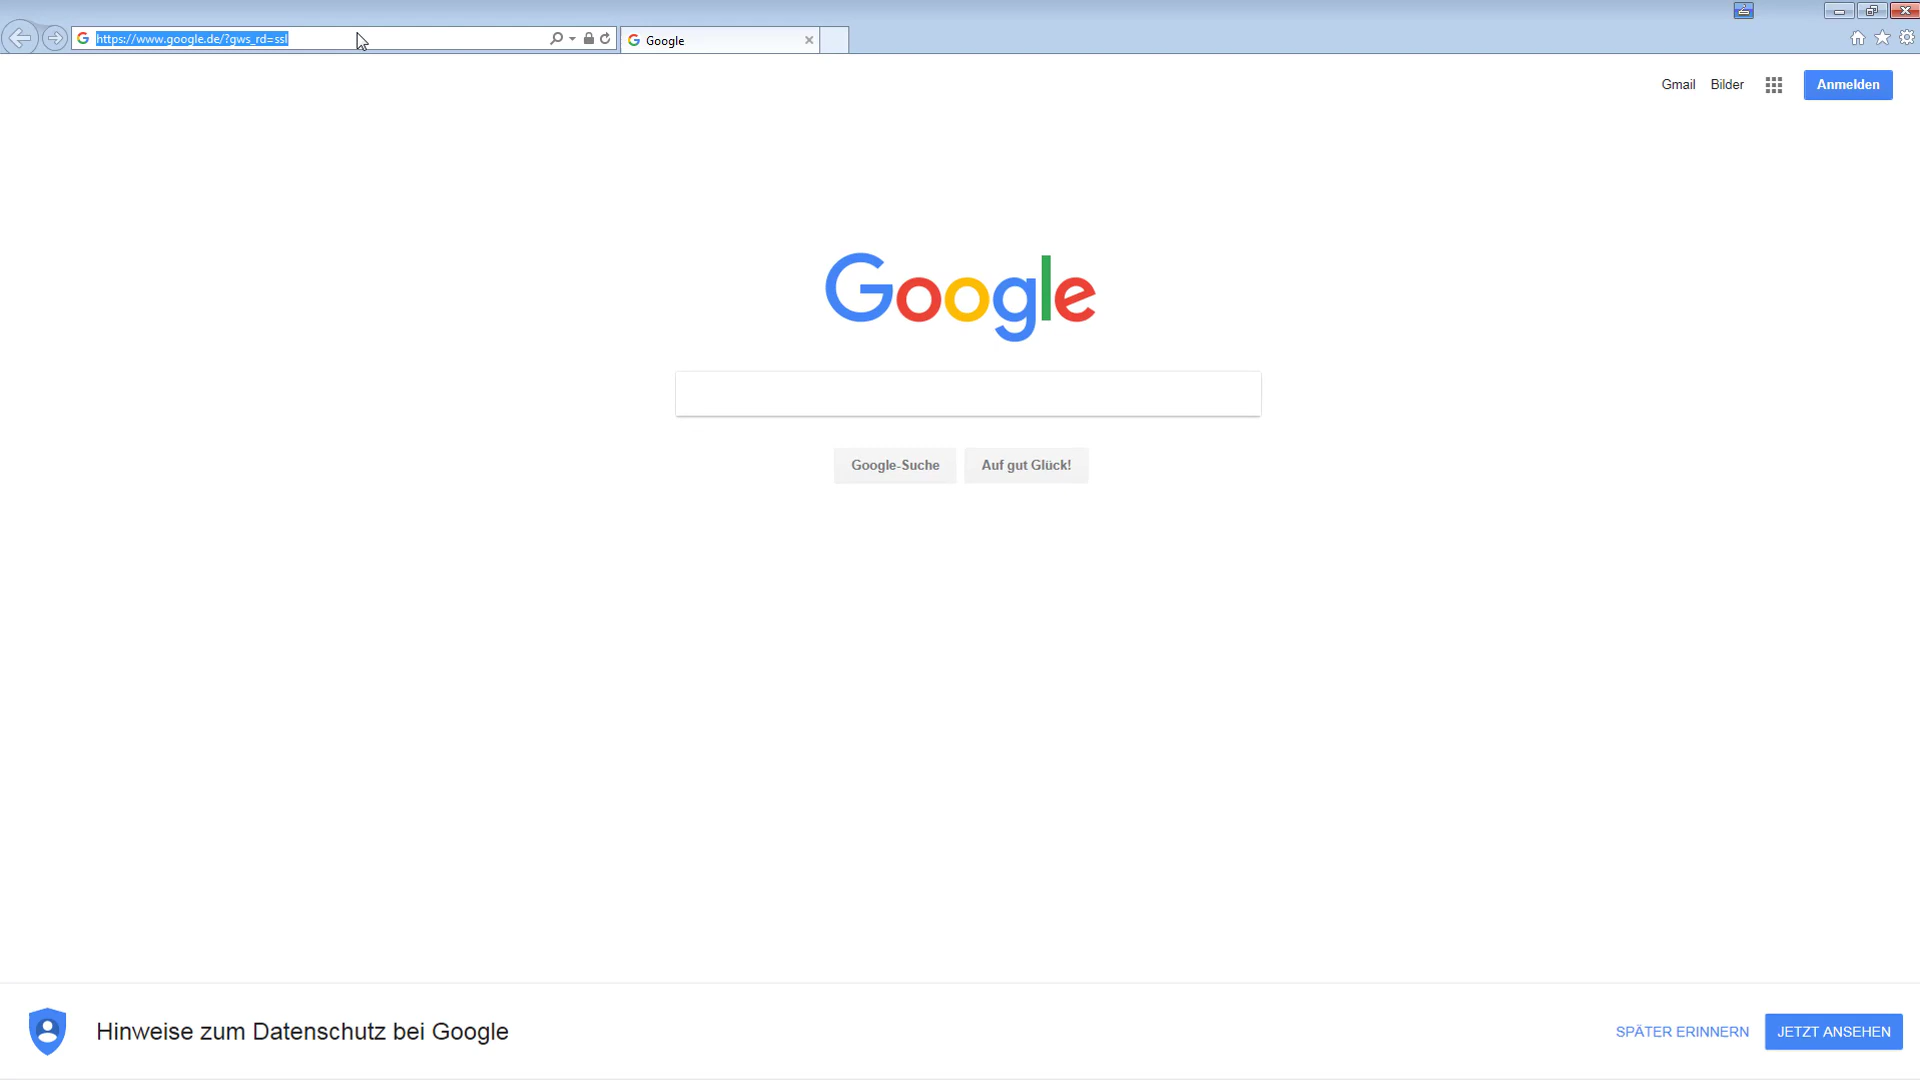 https://www.google.de/?gws_rd=ssl
Google
Gmail
Bilder
Anmelden
Google
Google-Suche
Auf gut Glück!
Hinweise zum Datenschutz bei Google
SPÄTER ERINNERN
JETZT ANSEHEN